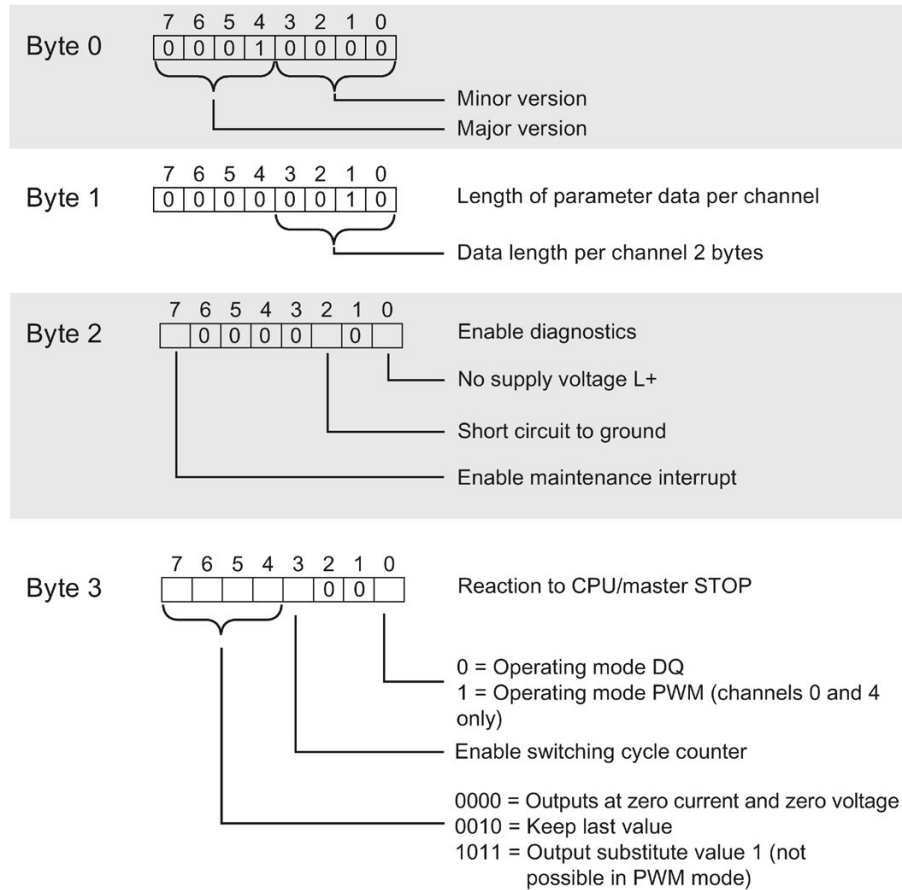 7 6 5 4 3 2 1 0
Byte 0 0 0 0 1 0 0 0 0
Minor version
Major version
7 6 5 4 3 2 1 0
Byte 1 0 0 0 0 0 0 1 0 Length of parameter data per channel
Data length per channel 2 bytes
7 6 5 4 3 2 1 0
Byte 2 0 0 0 0 0 Enable diagnostics
No supply voltage L+
Short circuit to ground
Enable maintenance interrupt
7 6 5 4 3 2 1 0
Byte 3 0 0 Reaction to CPU/master STOP
0 = Operating mode DQ
1 = Operating mode PWM (channels 0 and 4
only)
Enable switching cycle counter
0000 = Outputs at zero current and zero voltage
0010 = Keep last value
1011 = Output substitute value 1 (not
possible in PWM mode)